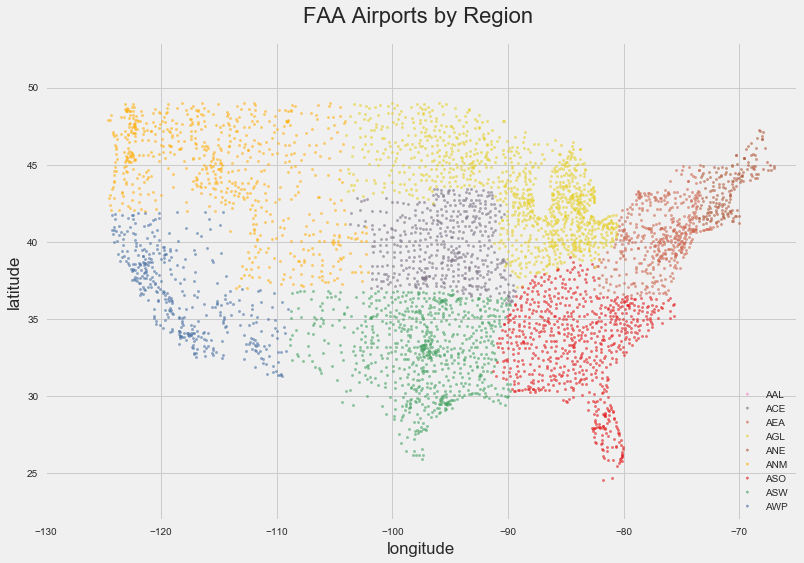 FAA Airports by Region
50
45
40
35
30
25
latitude
−130
−120
−110
−100
−90
−80
−70
longitude
AAL
ACE
AEA
AGL
ANE
ANM
ASO
ASW
AWP